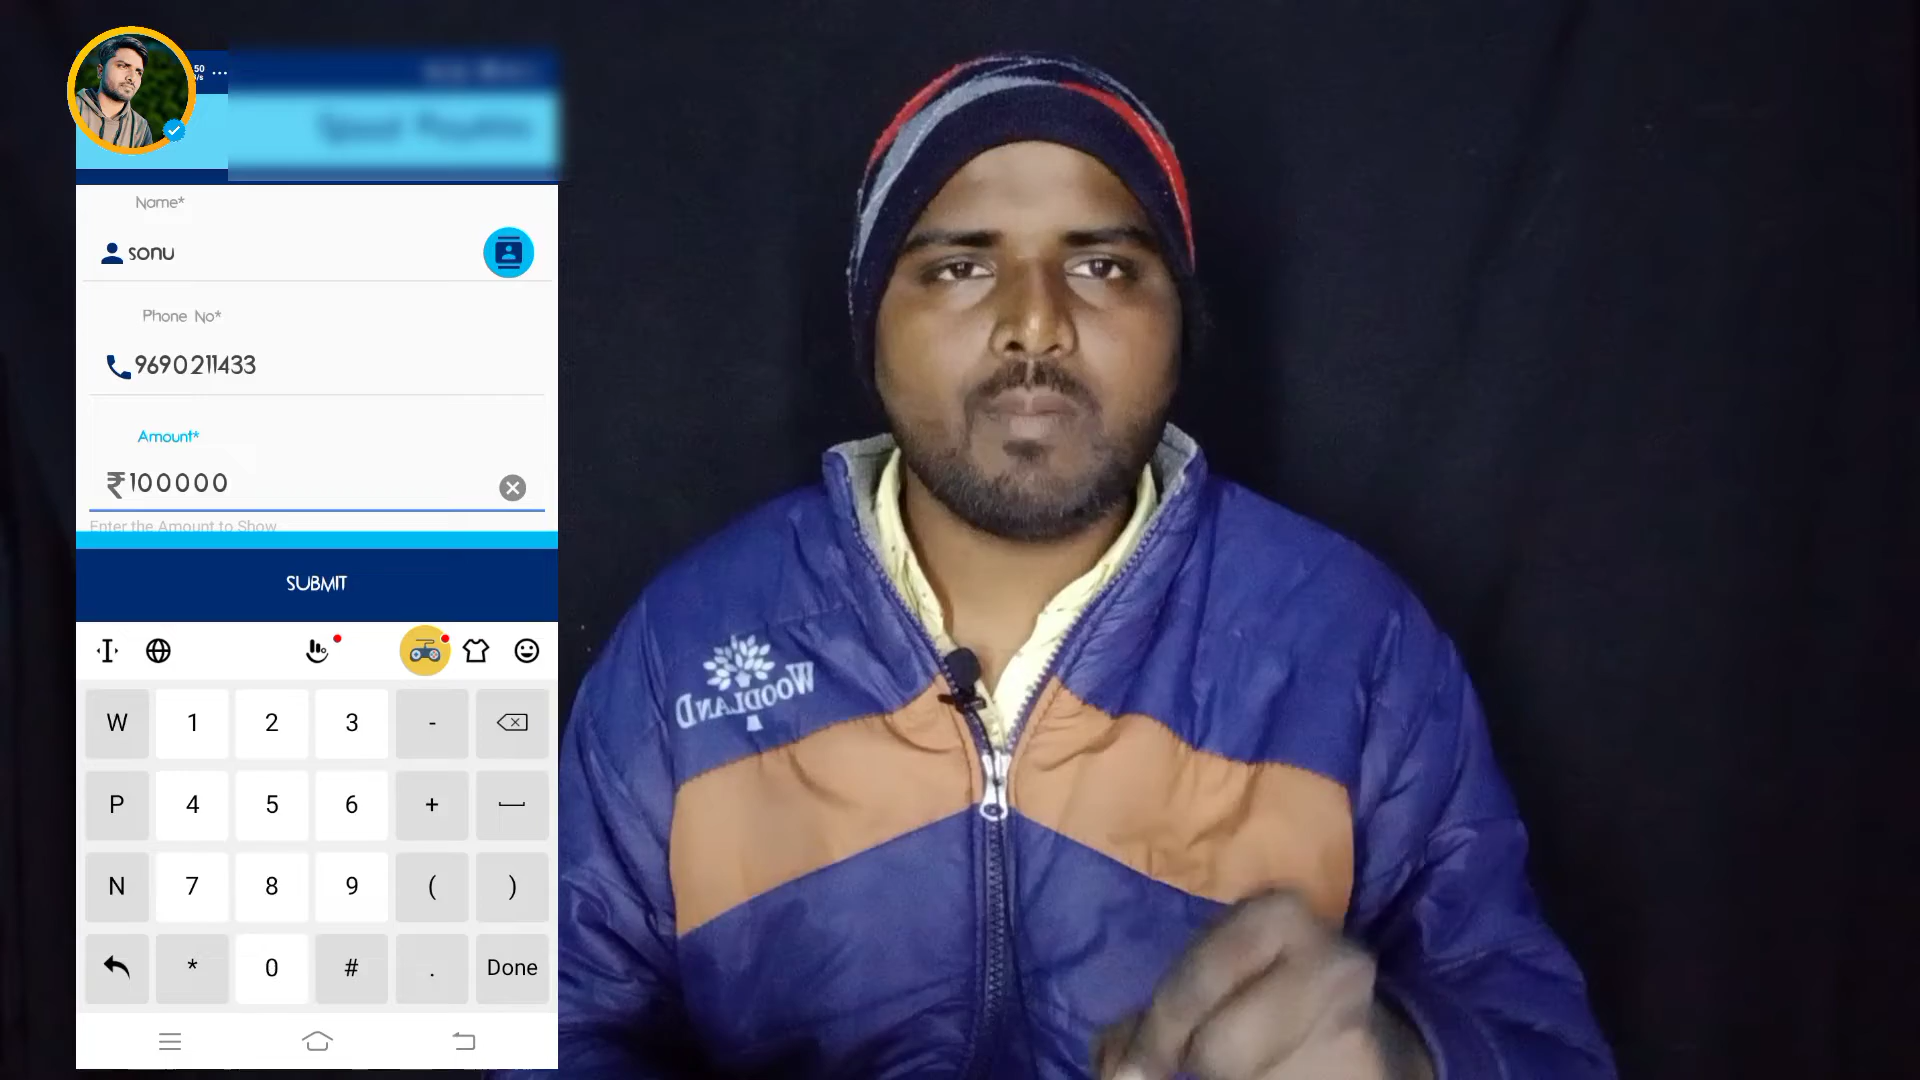 50
Name*
sonu
Phone No*
9690211433
Amount*
₹100000
Enter the Amount to Show
SUBMIT
W 1 2 3 -
P 4 5 6 +
N 7 8 9 ( )
* 0 # . Done
WOODLAND